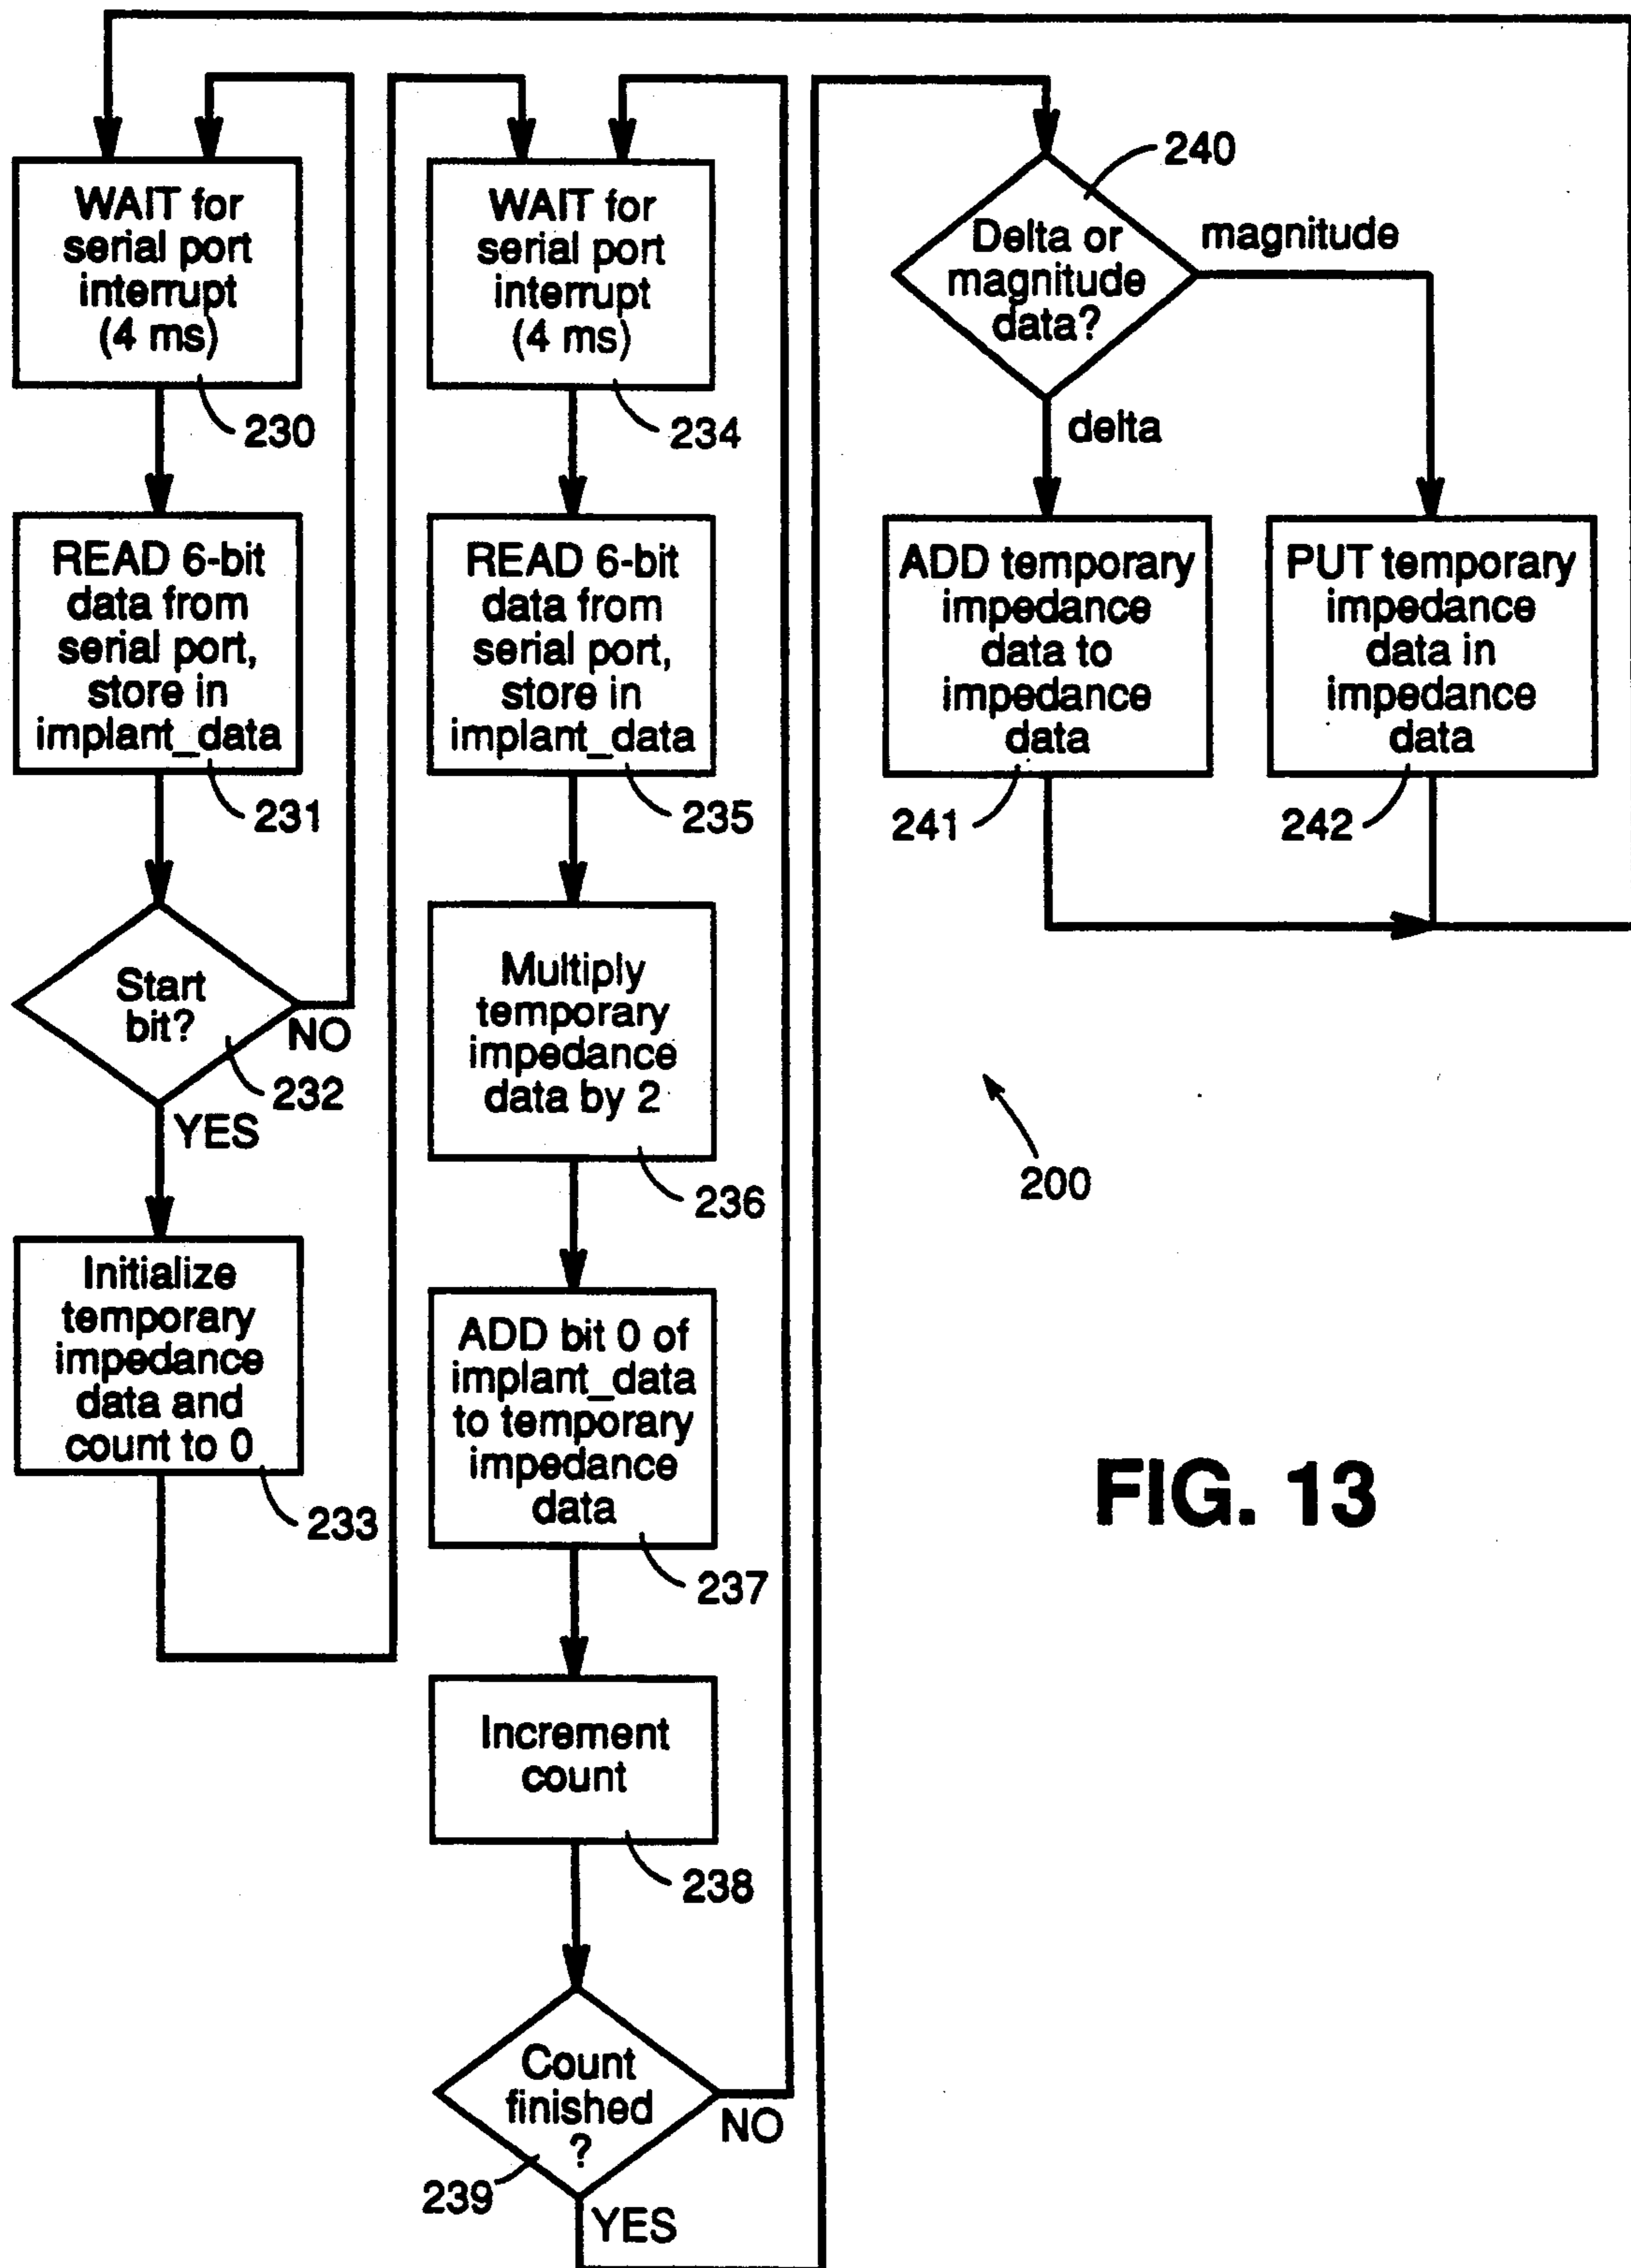 WAIT for
serial port
interrupt
(4 ms)
230
READ 6-bit
data from
serial port,
store in
implant_data
231
Start
bit?
NO
232
YES
Initialize
temporary
impedance
data and
count to 0
233
WAIT for
serial port
interrupt
(4 ms)
234
READ 6-bit
data from
serial port,
store in
implant_data
235
Multiply
temporary
impedance
data by 2
236
ADD bit 0 of
implant_data
to temporary
impedance
data
237
Increment
count
238
Count
finished
?
NO
239
YES
240
Delta or
magnitude
data?
magnitude
delta
ADD temporary
impedance
data to
impedance
data
241
PUT temporary
impedance
data in
impedance
data
242
200
FIG. 13